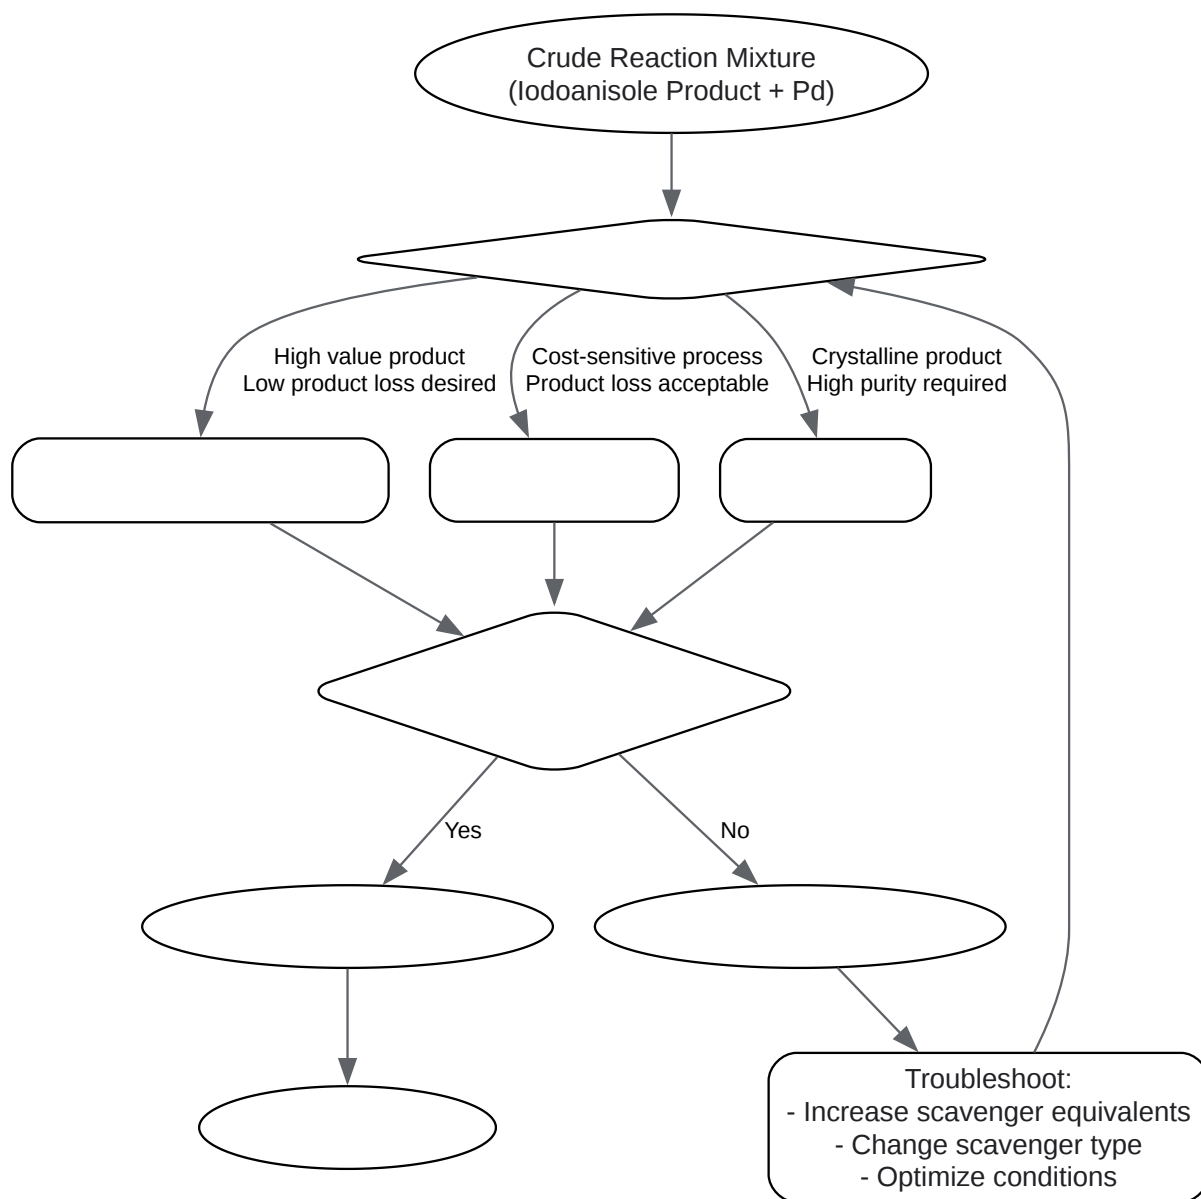 Crude Reaction Mixture
(Iodoanisole Product + Pd)
High value product
Low product loss desired
Cost-sensitive process
Product loss acceptable
Crystalline product
High purity required
Yes
No
Troubleshoot:
- Increase scavenger equivalents
- Change scavenger type
- Optimize conditions